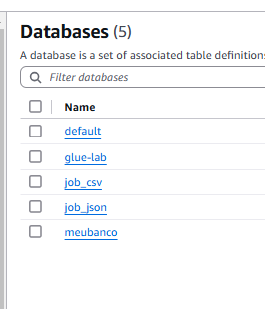 Databases (5)
A database is a set of associated table definitions
Filter databases
Name
default
glue-lab
job_csv
job_json
meubanco